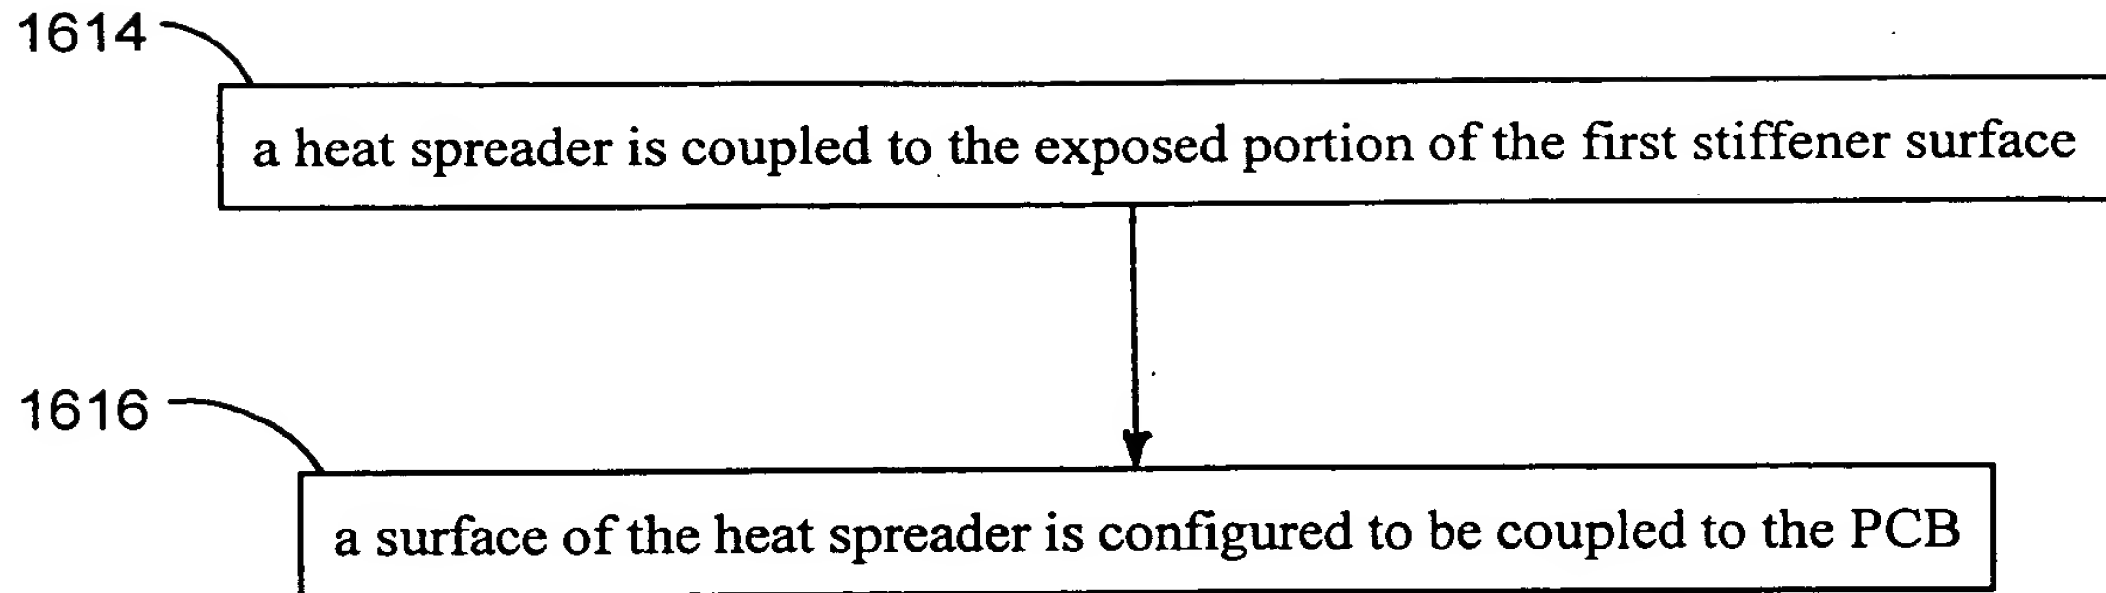 1614
a heat spreader is coupled to the exposed portion of the first stiffener surface
1616
a surface of the heat spreader is configured to be coupled to the PCB